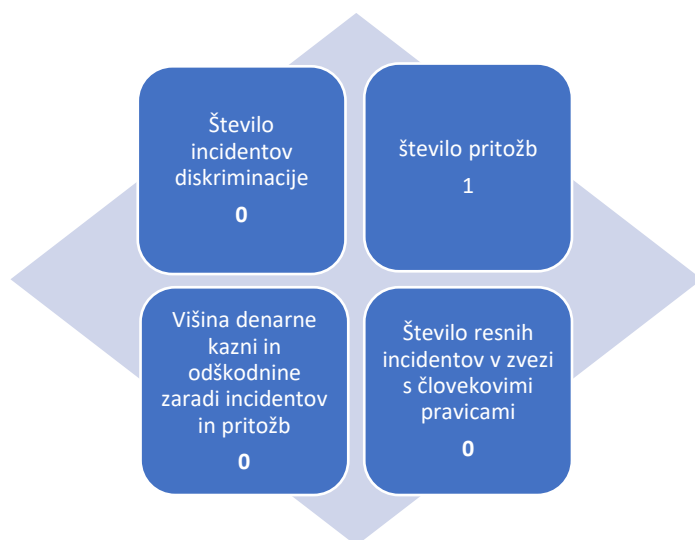 Število
incidentov
diskriminacije
0
število pritožb
1
Višina denarne
kazni in
odškodnine
zaradi incidentov
in pritožb
0
Število resnih
incidentov v zvezi
s človekovimi
pravicami
0